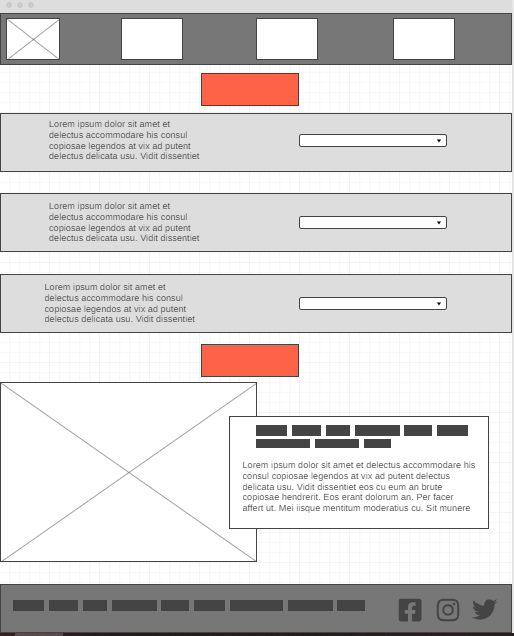 Lorem ipsum dolor sit amet et
delectus accommodare his consul
copiosae legendos at vix ad putent
delectus delicata usu. Vidit dissentiet
Lorem ipsum dolor sit amet et
delectus accommodare his consul
copiosae legendos at vix ad putent
delectus delicata usu. Vidit dissentiet
Lorem ipsum dolor sit amet et
delectus accommodare his consul
copiosae legendos at vix ad putent
delectus delicata usu. Vidit dissentiet
Lorem ipsum dolor sit amet et delectus accommodare his
consul copiosae legendos at vix ad putent delectus
delicata usu. Vidit dissentiet eos cu eum an brute
copiosae hendrerit. Eos erant dolorum an. Per facer
affert ut. Mei iisque mentitum moderatius cu. Sit munere